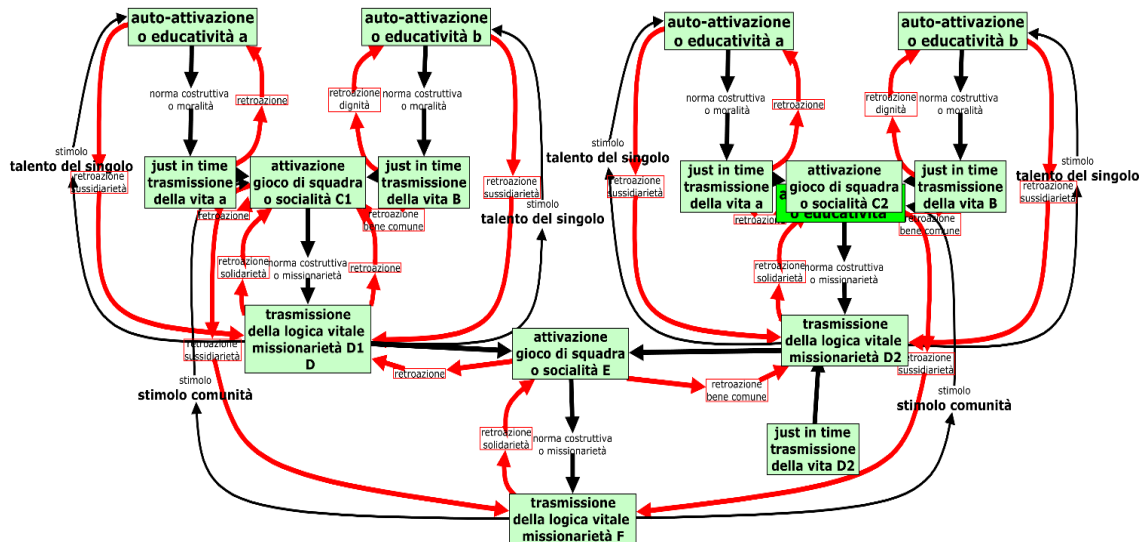 auto-attivazione
o educatività a
auto-attivazione
o educatività b
auto-attivazione
o educatività a
auto-attivazione
o educatività b
norma costruttiva
o moralità
retroazione
retroazione
dignità
norma costruttiva
o moralità
norma costruttiva
o moralità
retroazione
retroazione
dignità
norma costruttiva
o moralità
stimolo
talento del singolo
retroazione
sussidiarietà
just in time
trasmissione
della vita a
attivazione
gioco di squadra
o socialità C1
just in time
trasmissione
della vita B
retroazione
sussidiarietà
stimolo
talento del singolo
stimolo
talento del singolo
retroazione
sussidiarietà
just in time
trasmissione
della vita a
attivazione
gioco di squadra
o socialità C2
o educatività
just in time
trasmissione
della vita B
retroazione
sussidiarietà
stimolo
talento del singolo
retroazione
retroazione
bene comune
retroazione
retroazione
bene comune
retroazione
solidarietà
norma costruttiva
o missionarietà
retroazione
retroazione
solidarietà
norma costruttiva
o missionarietà
trasmissione
della logica vitale
missionarietà D1
D
attivazione
gioco di squadra
o socialità E
trasmissione
della logica vitale
missionarietà D2
retroazione
sussidiarietà
stimolo
stimolo comunità
retroazione
retroazione
bene comune
retroazione
sussidiarietà
stimolo
stimolo comunità
retroazione
solidarietà
norma costruttiva
o missionarietà
just in time
trasmissione
della vita D2
trasmissione
della logica vitale
missionarietà F